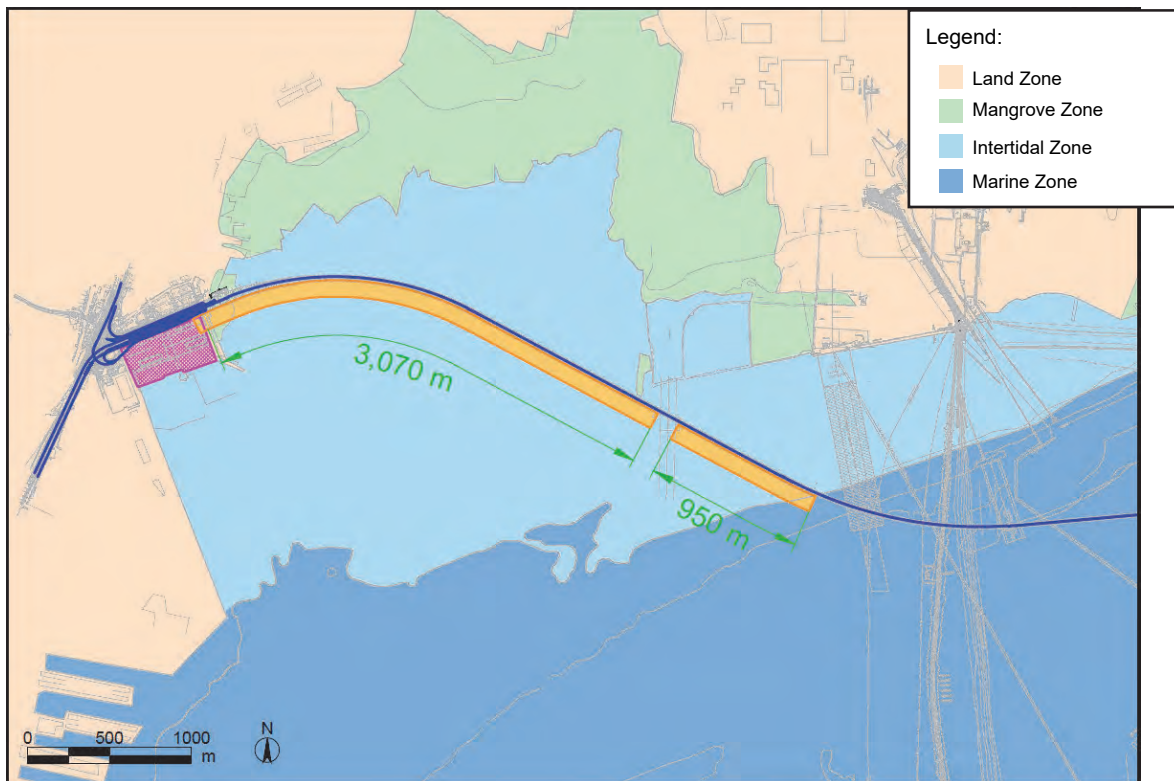 Legend:
Land Zone
Mangrove Zone
Intertidal Zone
Marine Zone
3,070 m
950 m
0 500 1000
m
N